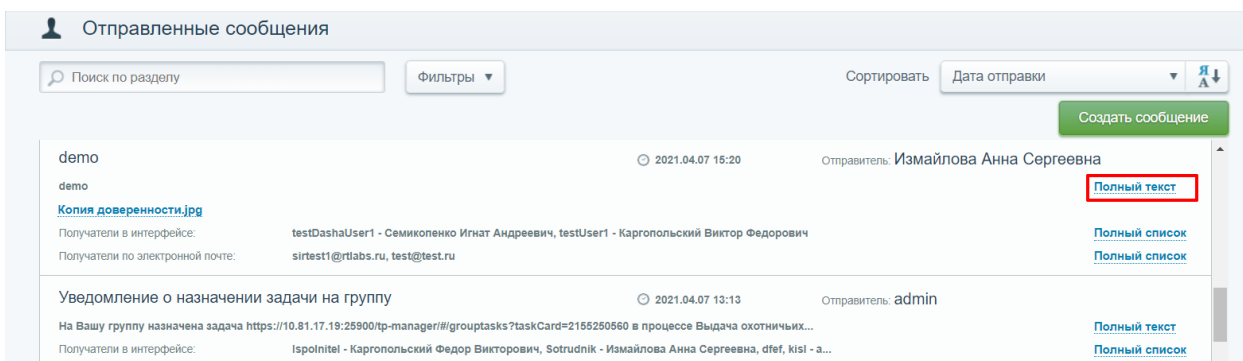 Отправленные сообщения
Поиск по разделу Фильтры Сортировать Дата отправки Я А
Создать сообщение
demo 2021.04.07 15:20 Отправитель: Измайлова Анна Сергеевна
demo Полный текст
Копия доверенности.jpg
Получатели в интерфейсе: testDashaUser1 - Семикопенко Игнат Андреевич, testUser1 - Каргопольский Виктор Федорович Полный список
Получатели по электронной почте: sirtest1@rtlabs.ru, test@test.ru Полный список
Уведомление о назначении задачи на группу 2021.04.07 13:13 Отправитель: admin
На Вашу группу назначена задача https://10.81.17.19:25900/tp-manager/#/grouptasks?taskCard=2155250560 в процессе Выдача охотничьих... Полный текст
Получатели в интерфейсе: Ispolnitel - Каргопольский Федор Викторович, Sotrudnik - Измайлова Анна Сергеевна, dfef, kisl - а... Полный список